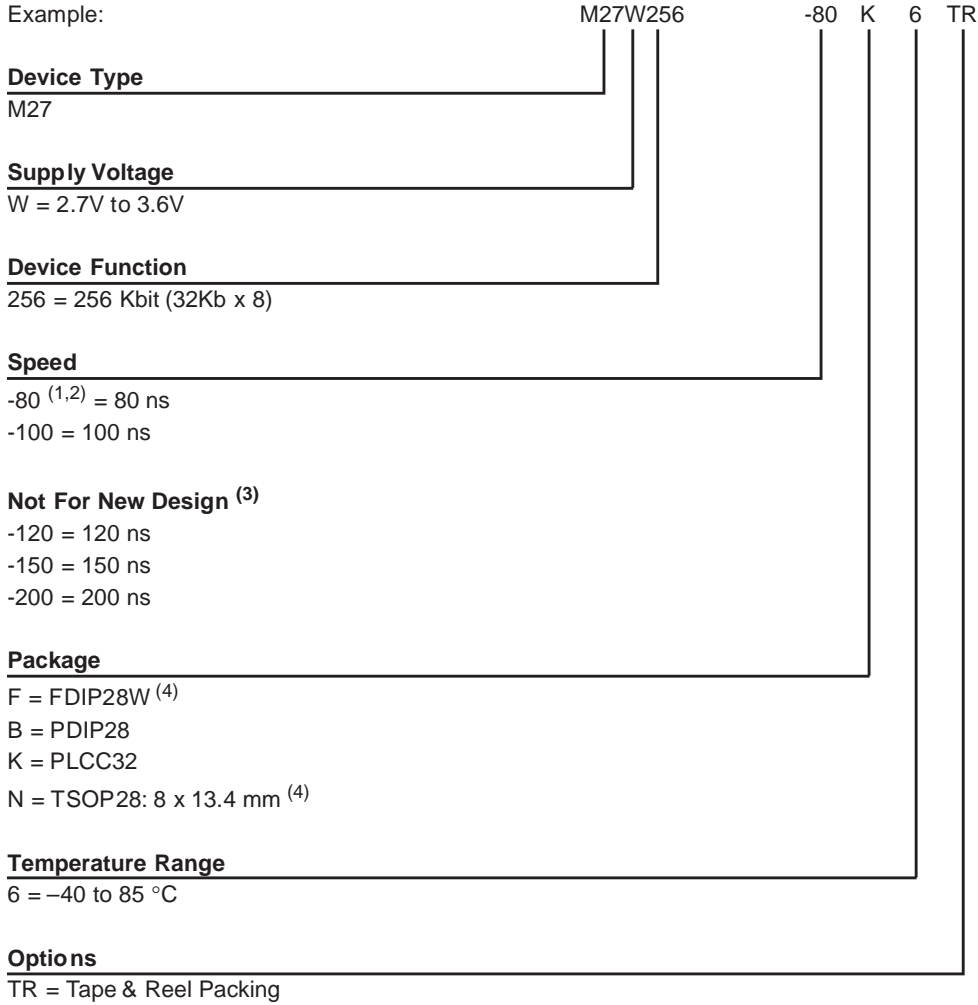 Example: M27W256 -80 K 6 TR
Device Type
M27
Supply Voltage
W = 2.7V to 3.6V
Device Function
256 = 256 Kbit (32Kb x 8)
Speed
-80 (1,2) = 80 ns
-100 = 100 ns
Not For New Design (3)
-120 = 120 ns
-150 = 150 ns
-200 = 200 ns
Package
F = FDIP28W (4)
B = PDIP28
K = PLCC32
N = TSOP28: 8 x 13.4 mm (4)
Temperature Range
6 = –40 to 85 °C
Options
TR = Tape & Reel Packing